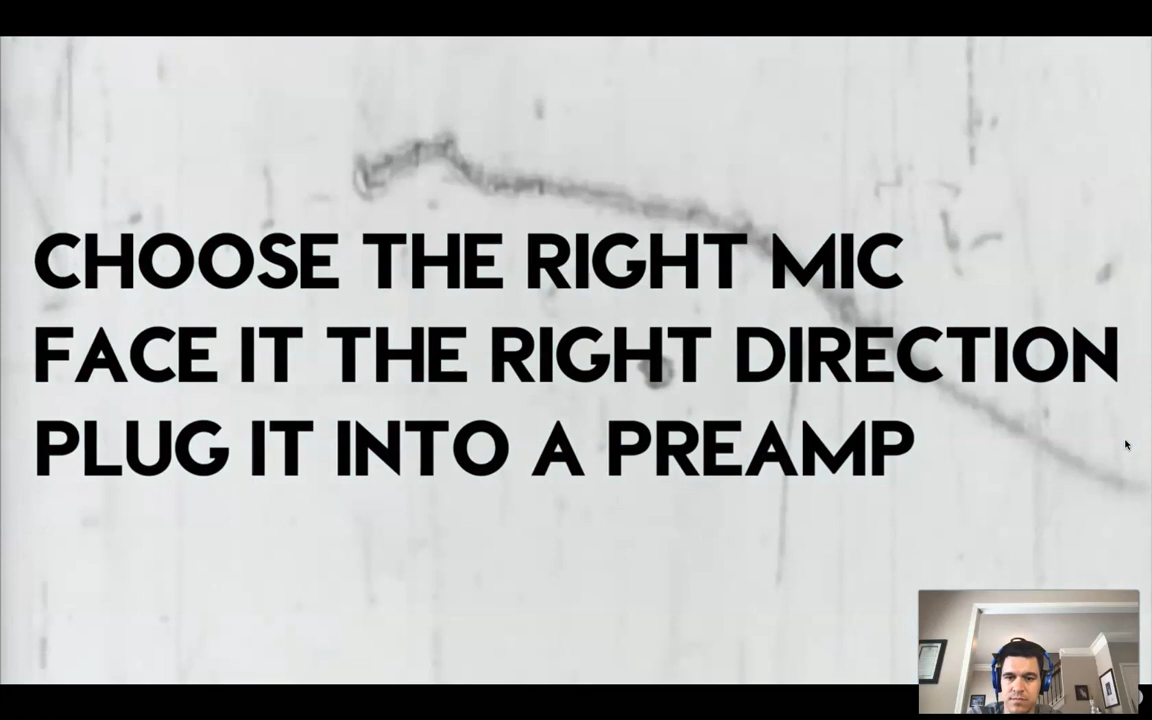 CHOOSE THE RIGHT MIC
FACE IT THE RIGHT DIRECTION
PLUG IT INTO A PREAMP